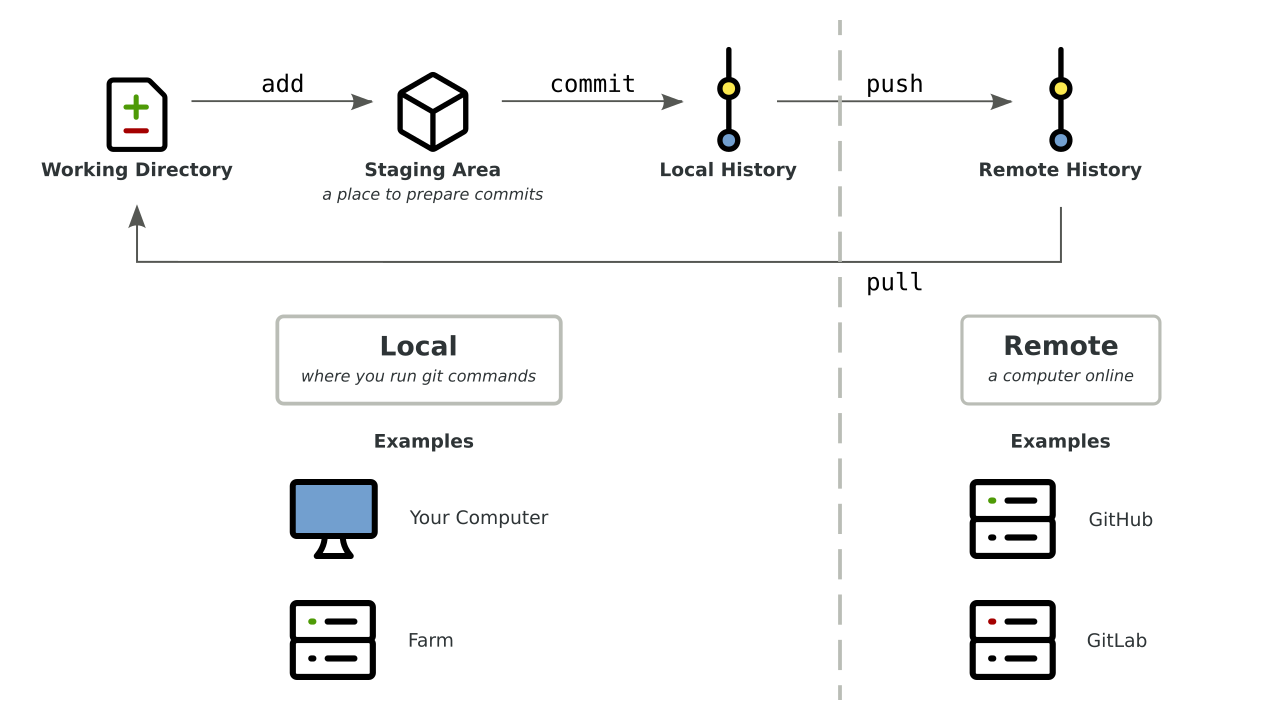 add
commit
push
Working Directory
Staging Area
Local History
Remote History
a place to prepare commits
pull
Local
where you run git commands
Remote
a computer online
Examples
Examples
Your Computer
GitHub
Farm
GitLab